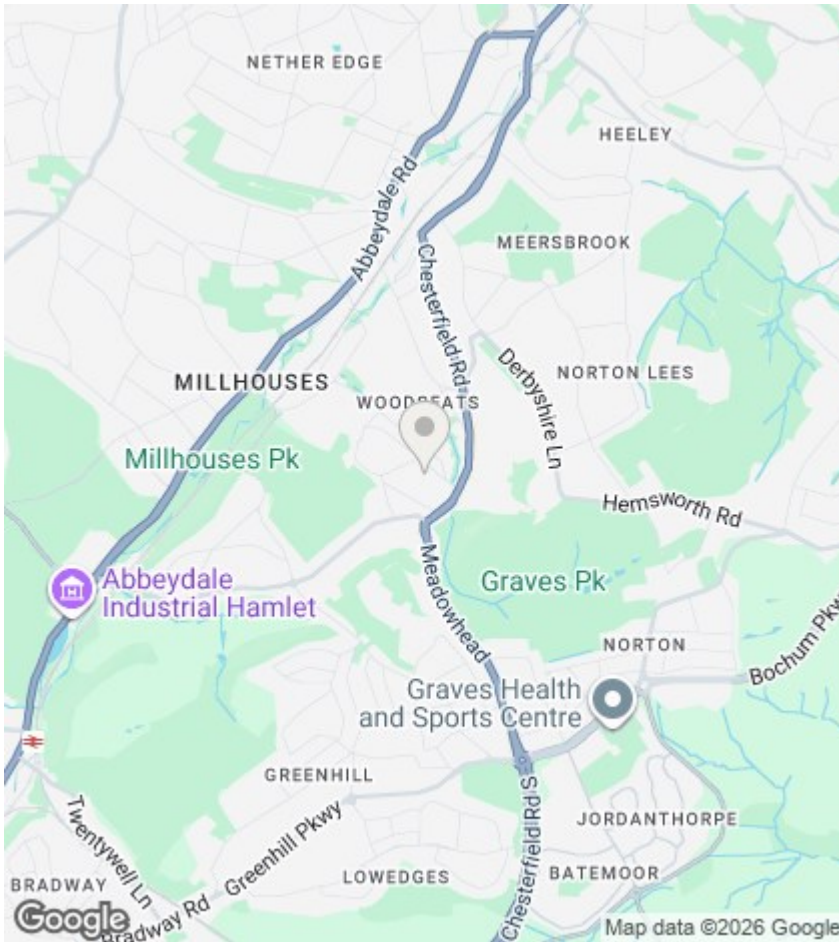 NETHER EDGE
HEELEY
Abbeydale Rd
MEERSBROOK
Chesterfield Rd
Derbyshire Ln
NORTON LEES
MILLHOUSES
WOODSEATS
Millhouses Pk
Hemsworth Rd
Abbeydale
Industrial Hamlet
Meadowhead
Graves Pk
NORTON
Bochum Pkwy
Graves Health
and Sports Centre
GREENHILL
S Rd
Twentywell Ln
Greenhill Pkwy
JORDANTHORPE
BRADWAY
LOWEDGES
BATEMOOR
Chesterfield Rd
Bradway Rd
Google
Map data ©2026 Google